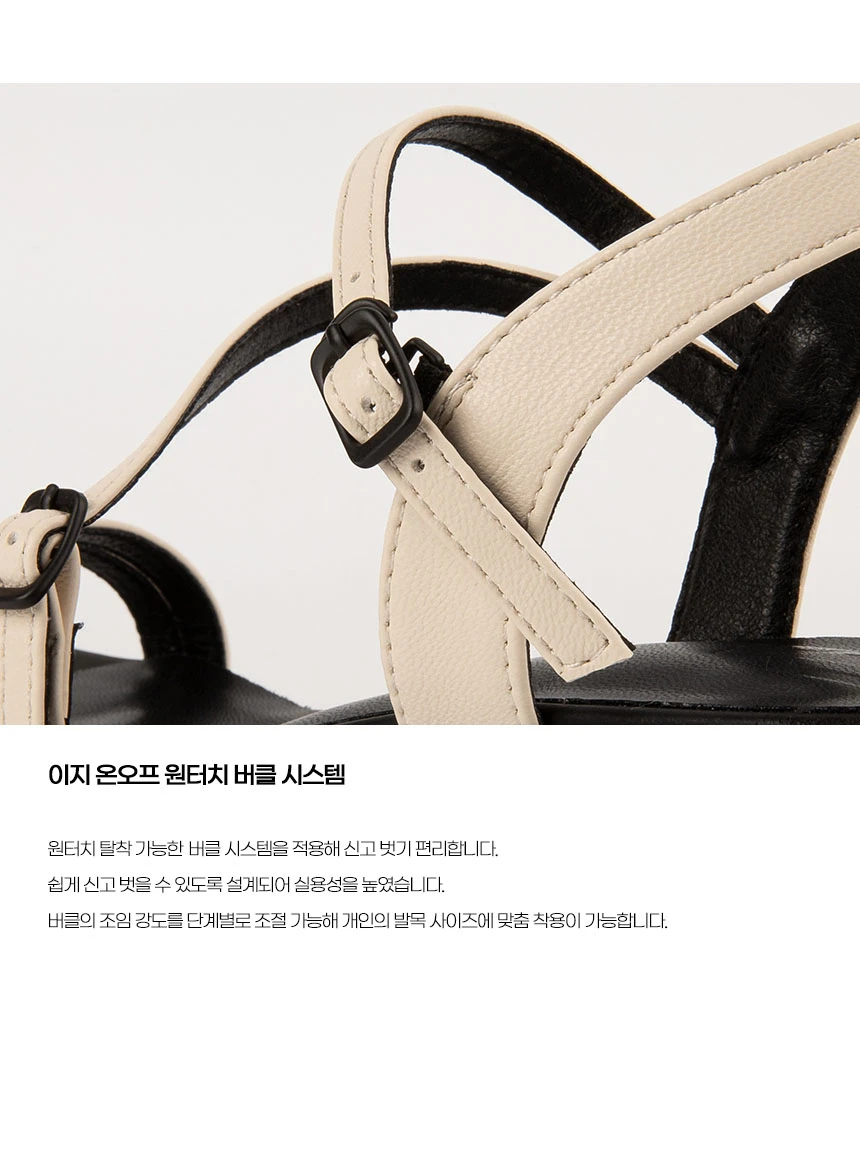 이지 온오프 원터치 버클 시스템
원터치 탈착 가능한 버클 시스템을 적용해 신고 벗기 편리합니다.
쉽게 신고 벗을 수 있도록 설계되어 실용성을 높였습니다.
버클의 조임 강도를 단계별로 조절 가능해 개인의 발목 사이즈에 맞춤 착용이 가능합니다.